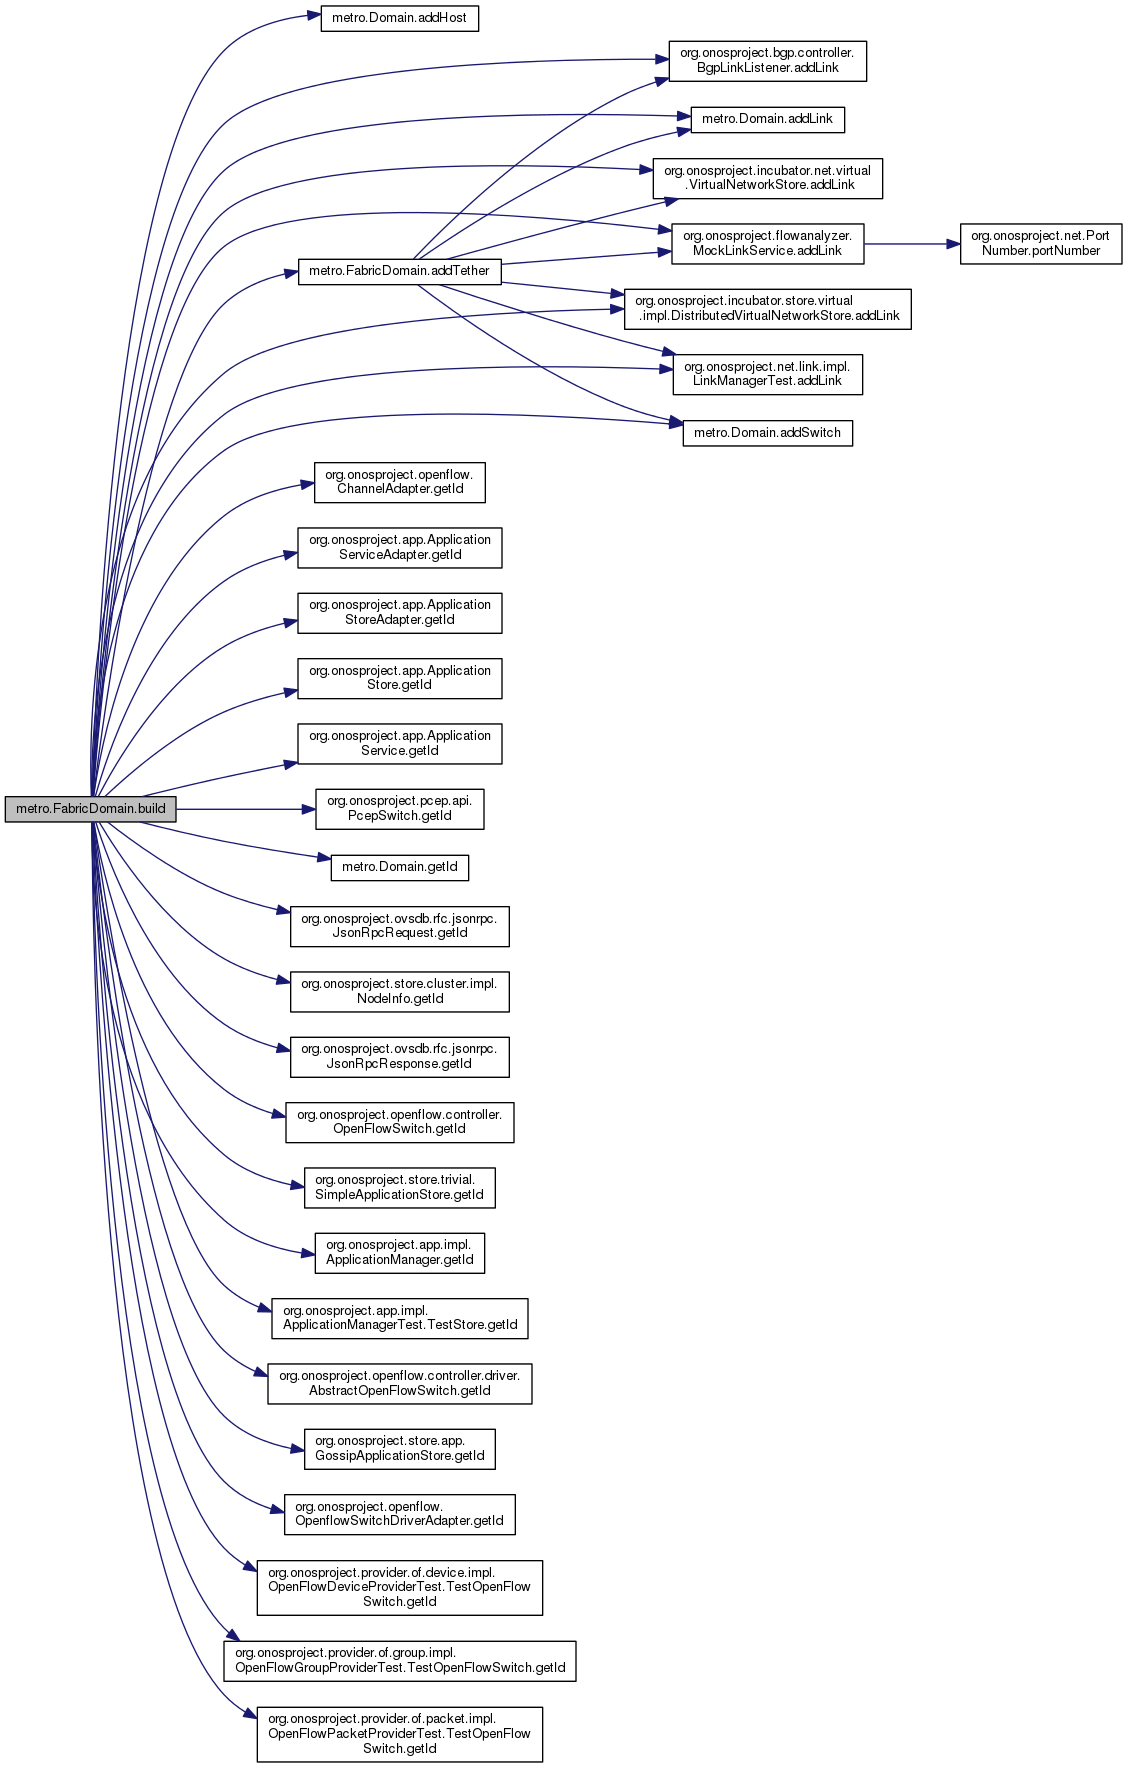 metro.Domain.addHost
org.onosproject.bgp.controller.
BgpLinkListener.addLink
metro.Domain.addLink
org.onosproject.incubator.net.virtual
.VirtualNetworkStore.addLink
org.onosproject.flowanalyzer.
MockLinkService.addLink
org.onosproject.net.Port
Number.portNumber
metro.FabricDomain.addTether
org.onosproject.incubator.store.virtual
.impl.DistributedVirtualNetworkStore.addLink
org.onosproject.net.link.impl.
LinkManagerTest.addLink
metro.Domain.addSwitch
org.onosproject.openflow.
ChannelAdapter.getId
org.onosproject.app.Application
ServiceAdapter.getId
org.onosproject.app.Application
StoreAdapter.getId
org.onosproject.app.Application
Store.getId
org.onosproject.app.Application
Service.getId
metro.FabricDomain.build
org.onosproject.pcep.api.
PcepSwitch.getId
metro.Domain.getId
org.onosproject.ovsdb.rfc.jsonrpc.
JsonRpcRequest.getId
org.onosproject.store.cluster.impl.
NodeInfo.getId
org.onosproject.ovsdb.rfc.jsonrpc.
JsonRpcResponse.getId
org.onosproject.openflow.controller.
OpenFlowSwitch.getId
org.onosproject.store.trivial.
SimpleApplicationStore.getId
org.onosproject.app.impl.
ApplicationManager.getId
org.onosproject.app.impl.
ApplicationManagerTest.TestStore.getId
org.onosproject.openflow.controller.driver.
AbstractOpenFlowSwitch.getId
org.onosproject.store.app.
GossipApplicationStore.getId
org.onosproject.openflow.
OpenflowSwitchDriverAdapter.getId
org.onosproject.provider.of.device.impl.
OpenFlowDeviceProviderTest.TestOpenFlow
Switch.getId
org.onosproject.provider.of.group.impl.
OpenFlowGroupProviderTest.TestOpenFlowSwitch.getId
org.onosproject.provider.of.packet.impl.
OpenFlowPacketProviderTest.TestOpenFlow
Switch.getId